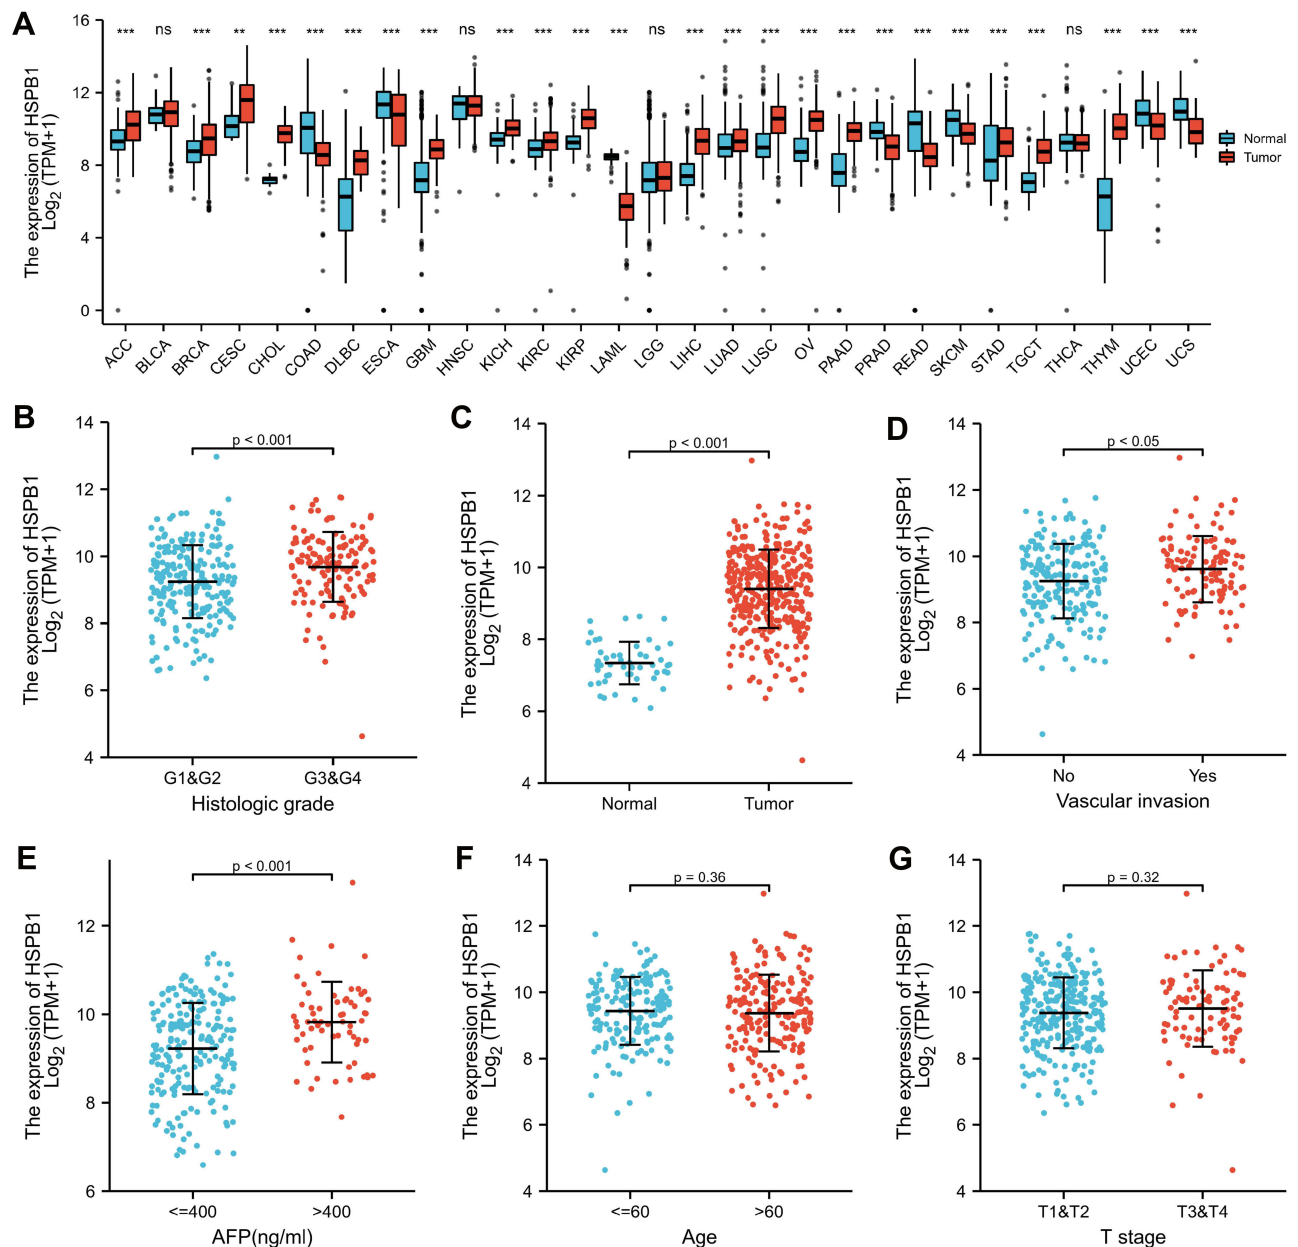 A
The expression of HSPB1
Log2 (TPM+1)
16
12
8
4
0
*** ns *** ** *** *** *** *** *** ns *** *** *** *** ns *** *** *** *** *** *** *** *** *** *** ns *** *** ***
ACC BLCA BRCA CESC CHOL COAD DLBC ESCA GBM HNSC KICH KIRC KIRP LAML LGG LIHC LUAD LUSC OV PAAD PRAD READ SKCM STAD TGCT THCA THYM UCEC UCS
Normal
Tumor
B
The expression of HSPB1
Log2 (TPM+1)
14
12
10
8
6
4
p < 0.001
G1&G2 G3&G4
Histologic grade
C
The expression of HSPB1
Log2 (TPM+1)
14
12
10
8
6
4
p < 0.001
Normal Tumor
D
The expression of HSPB1
Log2 (TPM+1)
14
12
10
8
6
4
p < 0.05
No Yes
Vascular invasion
E
The expression of HSPB1
Log2 (TPM+1)
12
10
8
6
p < 0.001
<=400 >400
AFP(ng/ml)
F
The expression of HSPB1
Log2 (TPM+1)
14
12
10
8
6
4
p = 0.36
<=60 >60
Age
G
The expression of HSPB1
Log2 (TPM+1)
14
12
10
8
6
4
p = 0.32
T1&T2 T3&T4
T stage